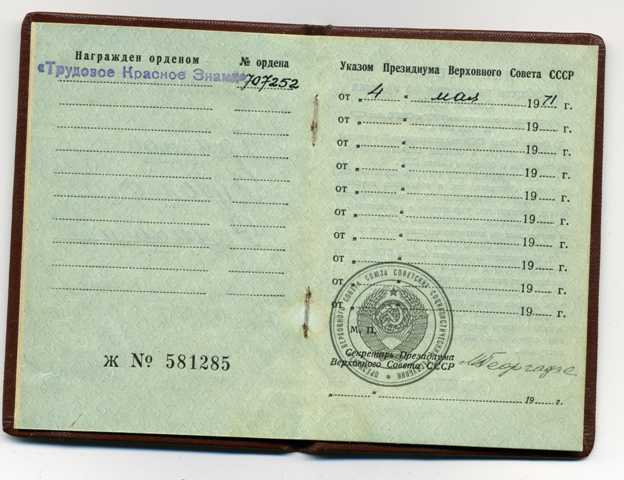 Награжден орденом № ордена
«Трудовое Красное Знамя» 707252
Ж № 581285
Указом Президиума Верховного Совета СССР
от „ 4 “ мая 1971 г.
от „ “ 19 г.
от „ “ 19 г.
от „ “ 19 г.
от „ “ 19 г.
от „ “ 19 г.
от „ “ 19 г.
от „ “ 19 г.
от „ “ 19 г.
от „ “ 19 г.
М. П.
Секретарь Президиума
Верховного Совета СССР
М Георгадзе
„ “ 19 г.